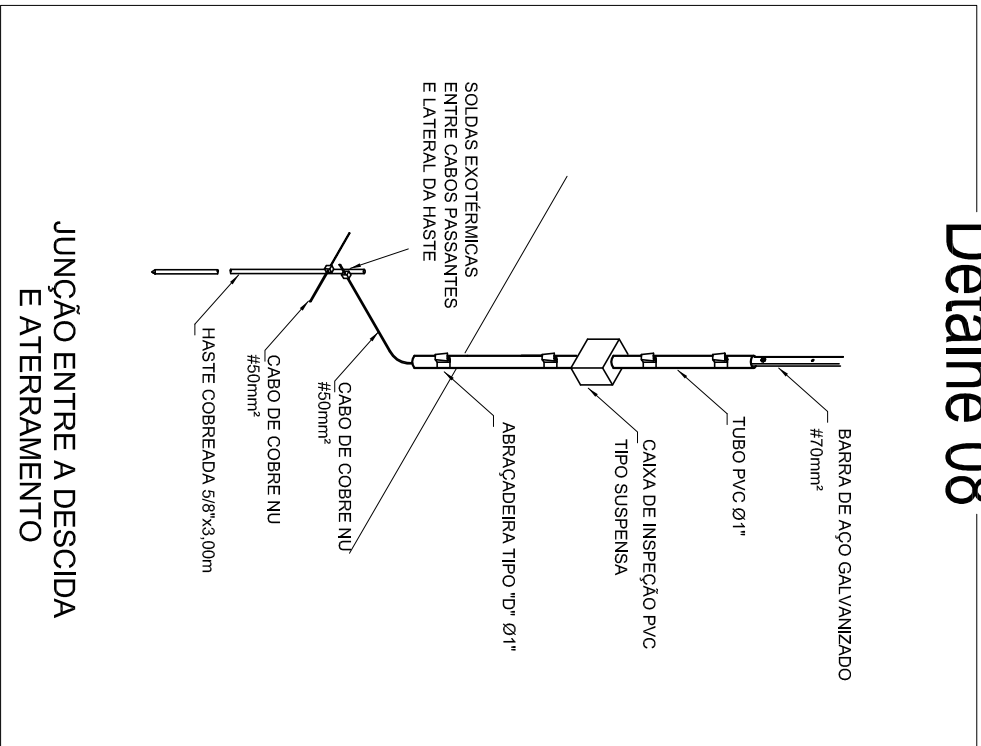 Detalhe 08
BARRA DE AÇO GALVANIZADO
#70mm²
TUBO PVC Ø1"
CAIXA DE INSPEÇÃO PVC
TIPO SUSPENSA
ABRAÇADEIRA TIPO "D" Ø1"
CABO DE COBRE NU
#50mm²
CABO DE COBRE NU
#50mm²
HASTE COBREADA 5/8"x3,00m
SOLDAS EXOTÉRMICAS
ENTRE CABOS PASSANTES
E LATERAL DA HASTE
JUNÇÃO ENTRE A DESCIDA
E ATERRAMENTO